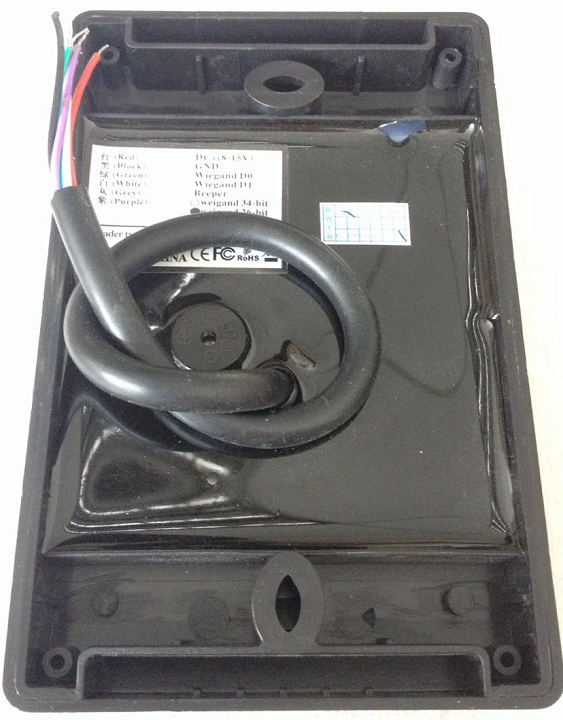 红 (Red) DC+(8-15V)
黑 (Black) GND
绿 (Green) Wiegand D0
白 (White) Wiegand D1
灰 (Grey) Beeper
紫 (Purple) weigand 34-bit
weigand 26-bit
CE FC RoHS